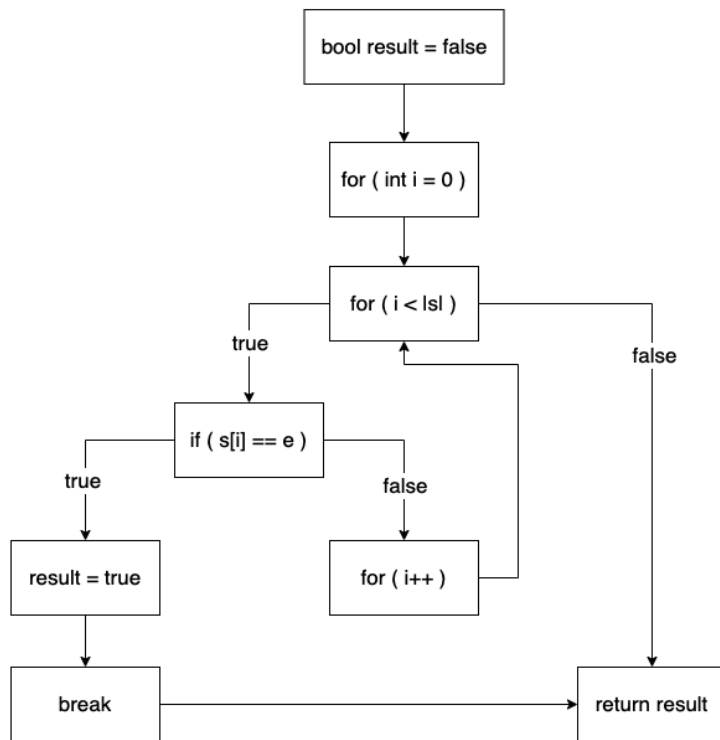 bool result = false
for ( int i = 0 )
for ( i < |s| )
true
false
if ( s[i] == e )
true
false
result = true
for ( i++ )
break
return result